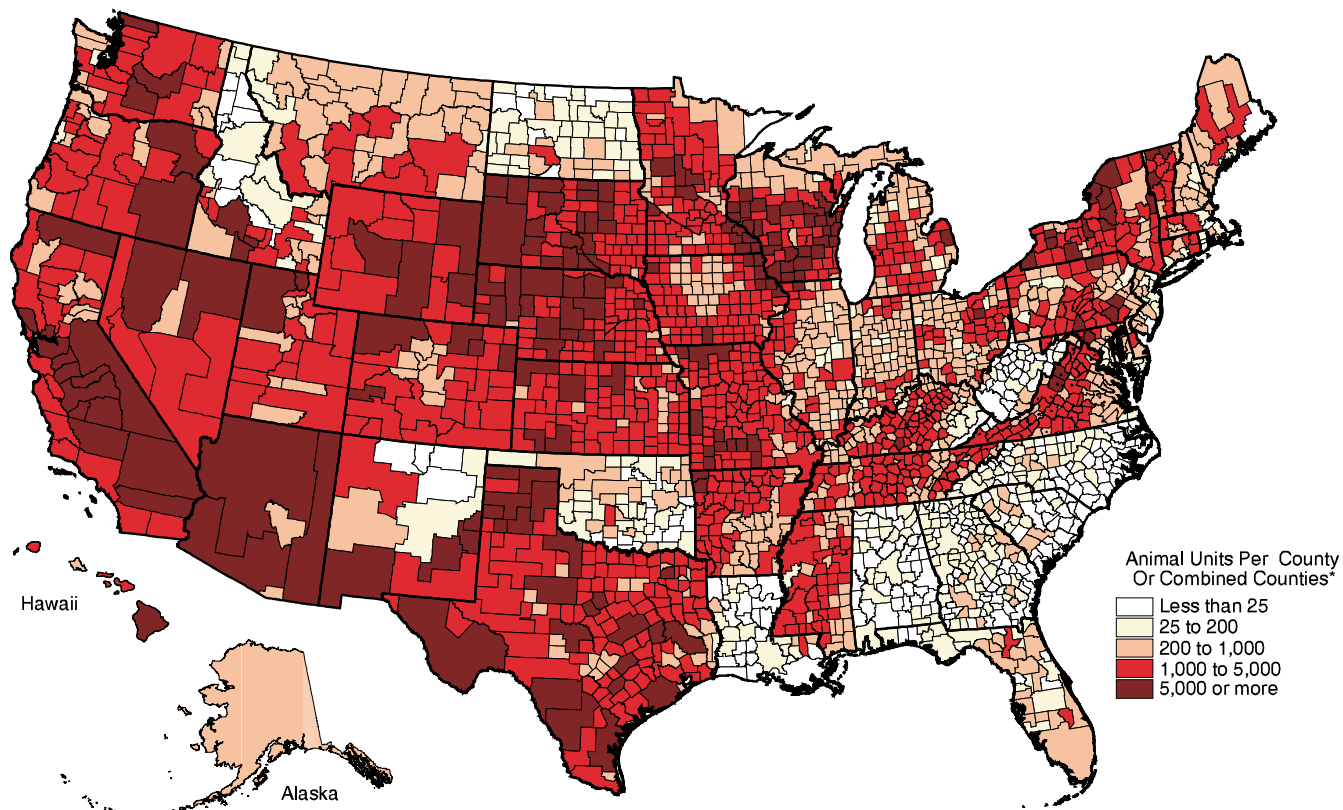 Animal Units Per County
Or Combined Counties*
Less than 25
25 to 200
200 to 1,000
1,000 to 5,000
5,000 or more
Hawaii
Alaska